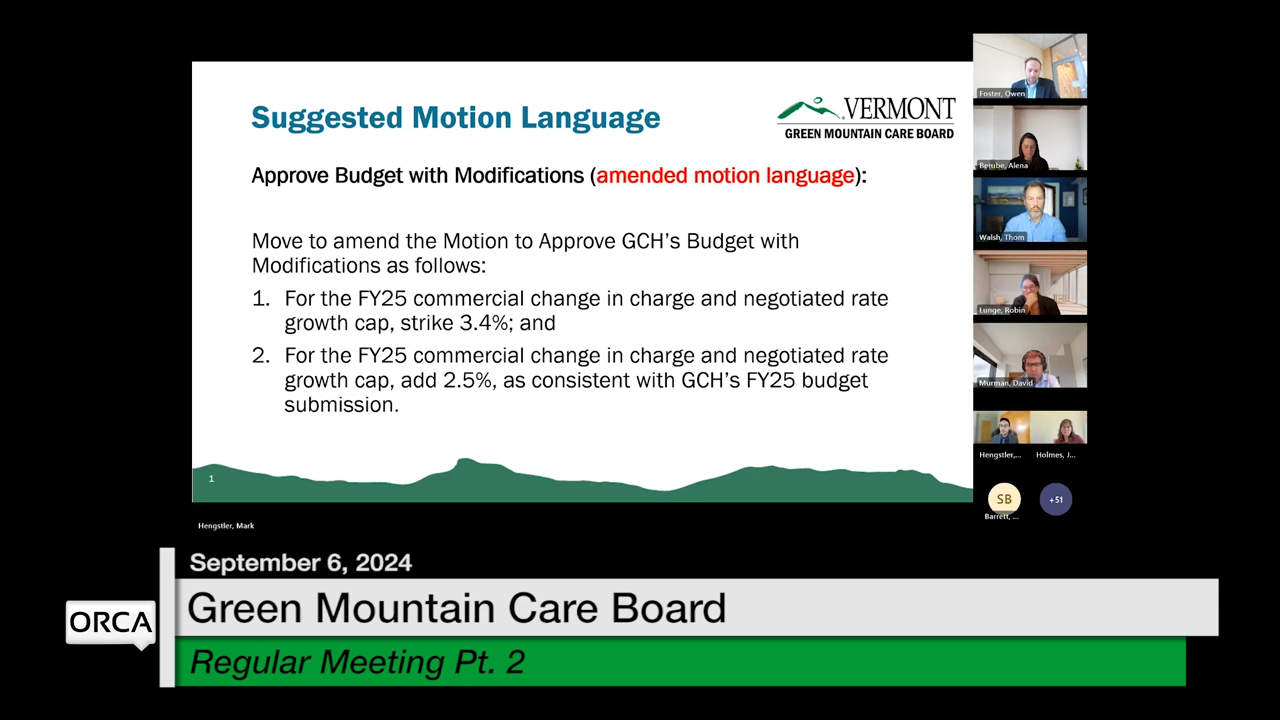 Suggested Motion Language
VERMONT
GREEN MOUNTAIN CARE BOARD
Approve Budget with Modifications (amended motion language):
Move to amend the Motion to Approve GCH's Budget with
Modifications as follows:
1. For the FY25 commercial change in charge and negotiated rate
growth cap, strike 3.4%; and
2. For the FY25 commercial change in charge and negotiated rate
growth cap, add 2.5%, as consistent with GCH's FY25 budget
submission.
1
Hengstler, Mark
Foster, Owen
Berube, Alena
Walsh, Thom
Lunge, Robin
Murman, David
Hengstler,...
Holmes, J...
SB
+51
Barrett, ...
September 6, 2024
ORCA
Green Mountain Care Board
Regular Meeting Pt. 2